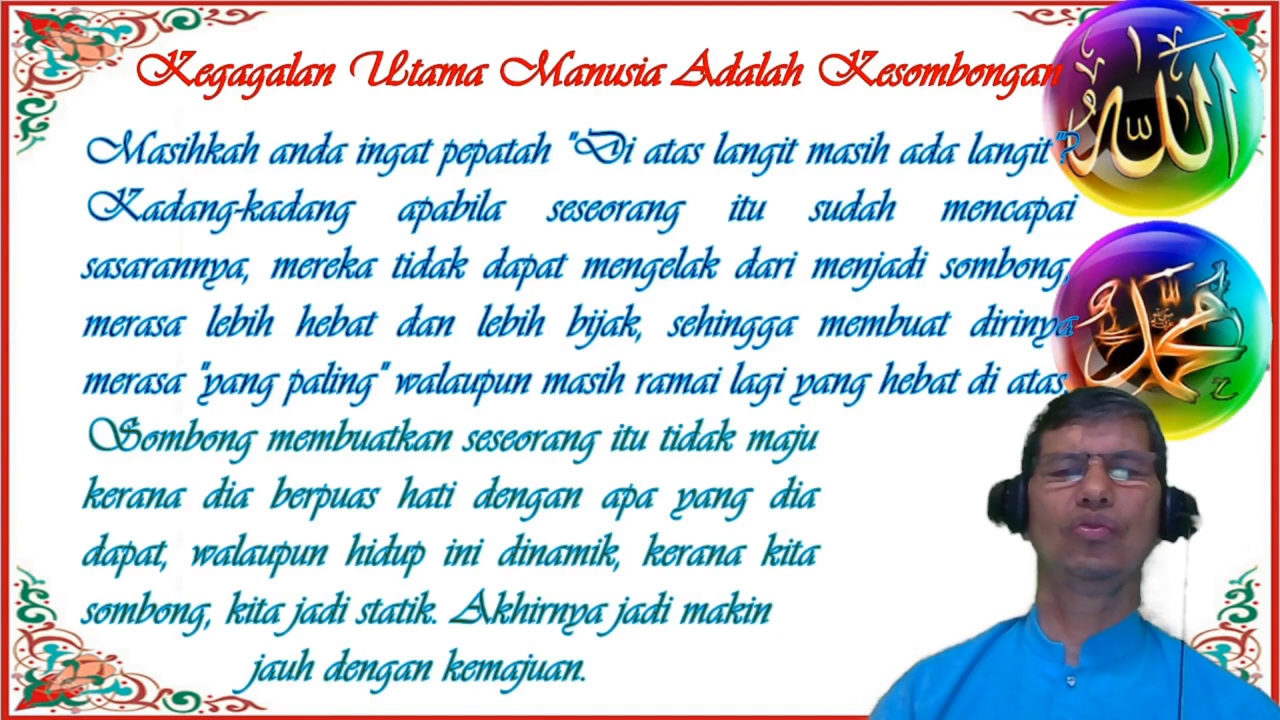 Kegagalan Utama Manusia Adalah Kesombongan
Masihkah anda ingat pepatah "Di atas langit masih ada langit"?
Kadang-kadang apabila seseorang itu sudah mencapai
sasarannya, mereka tidak dapat mengelak dari menjadi sombong,
merasa lebih hebat dan lebih bijak, sehingga membuat dirinya
merasa "yang paling" walaupun masih ramai lagi yang hebat di atas.
Sombong membuatkan seseorang itu tidak maju
kerana dia berpuas hati dengan apa yang dia
dapat, walaupun hidup ini dinamik, kerana kita
sombong, kita jadi statik. Akhirnya jadi makin
jauh dengan kemajuan.
الله
محمد